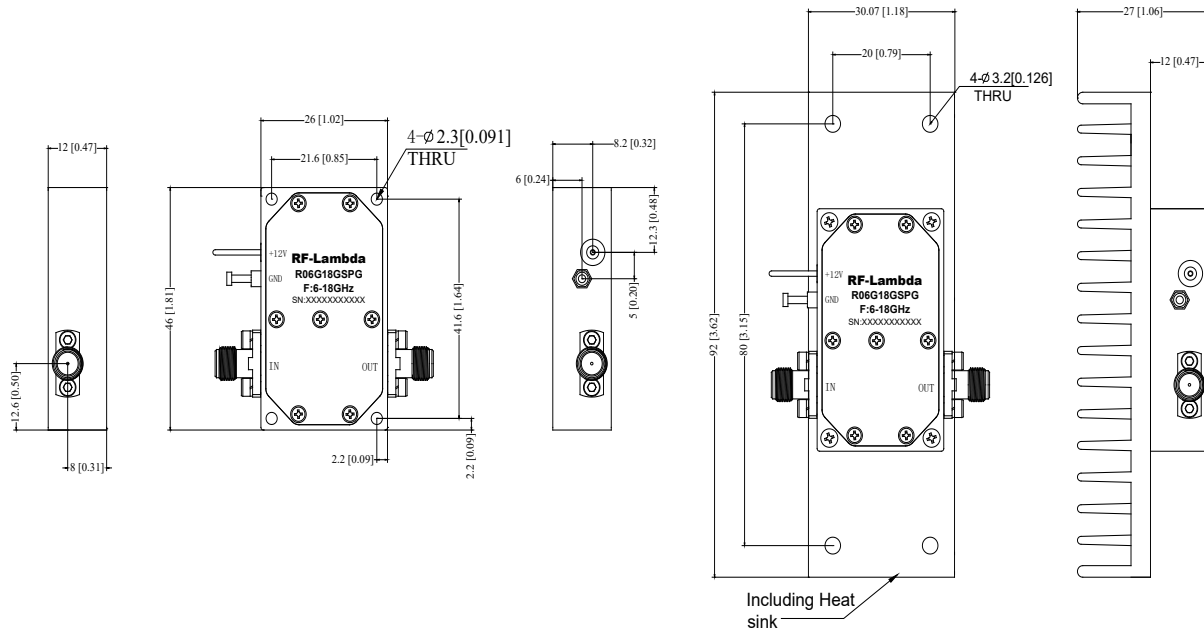 12 [0.47]
12.6 [0.50]
8 [0.31]
26 [1.02]
21.6 [0.85]
4-⌀2.3[0.091]
THRU
46 [1.81]
41.6 [1.64]
+12V
GND
RF-Lambda
R06G18GSPG
F:6-18GHz
SN:XXXXXXXXXXX
IN
OUT
2.2 [0.09]
2.2 [0.09]
8.2 [0.32]
6 [0.24]
12.3 [0.48]
5 [0.20]
30.07 [1.18]
20 [0.79]
4-⌀3.2[0.126]
THRU
92 [3.62]
80 [3.15]
+12V
GND
RF-Lambda
R06G18GSPG
F:6-18GHz
SN:XXXXXXXXXXX
IN
OUT
Including Heat
sink
27 [1.06]
12 [0.47]